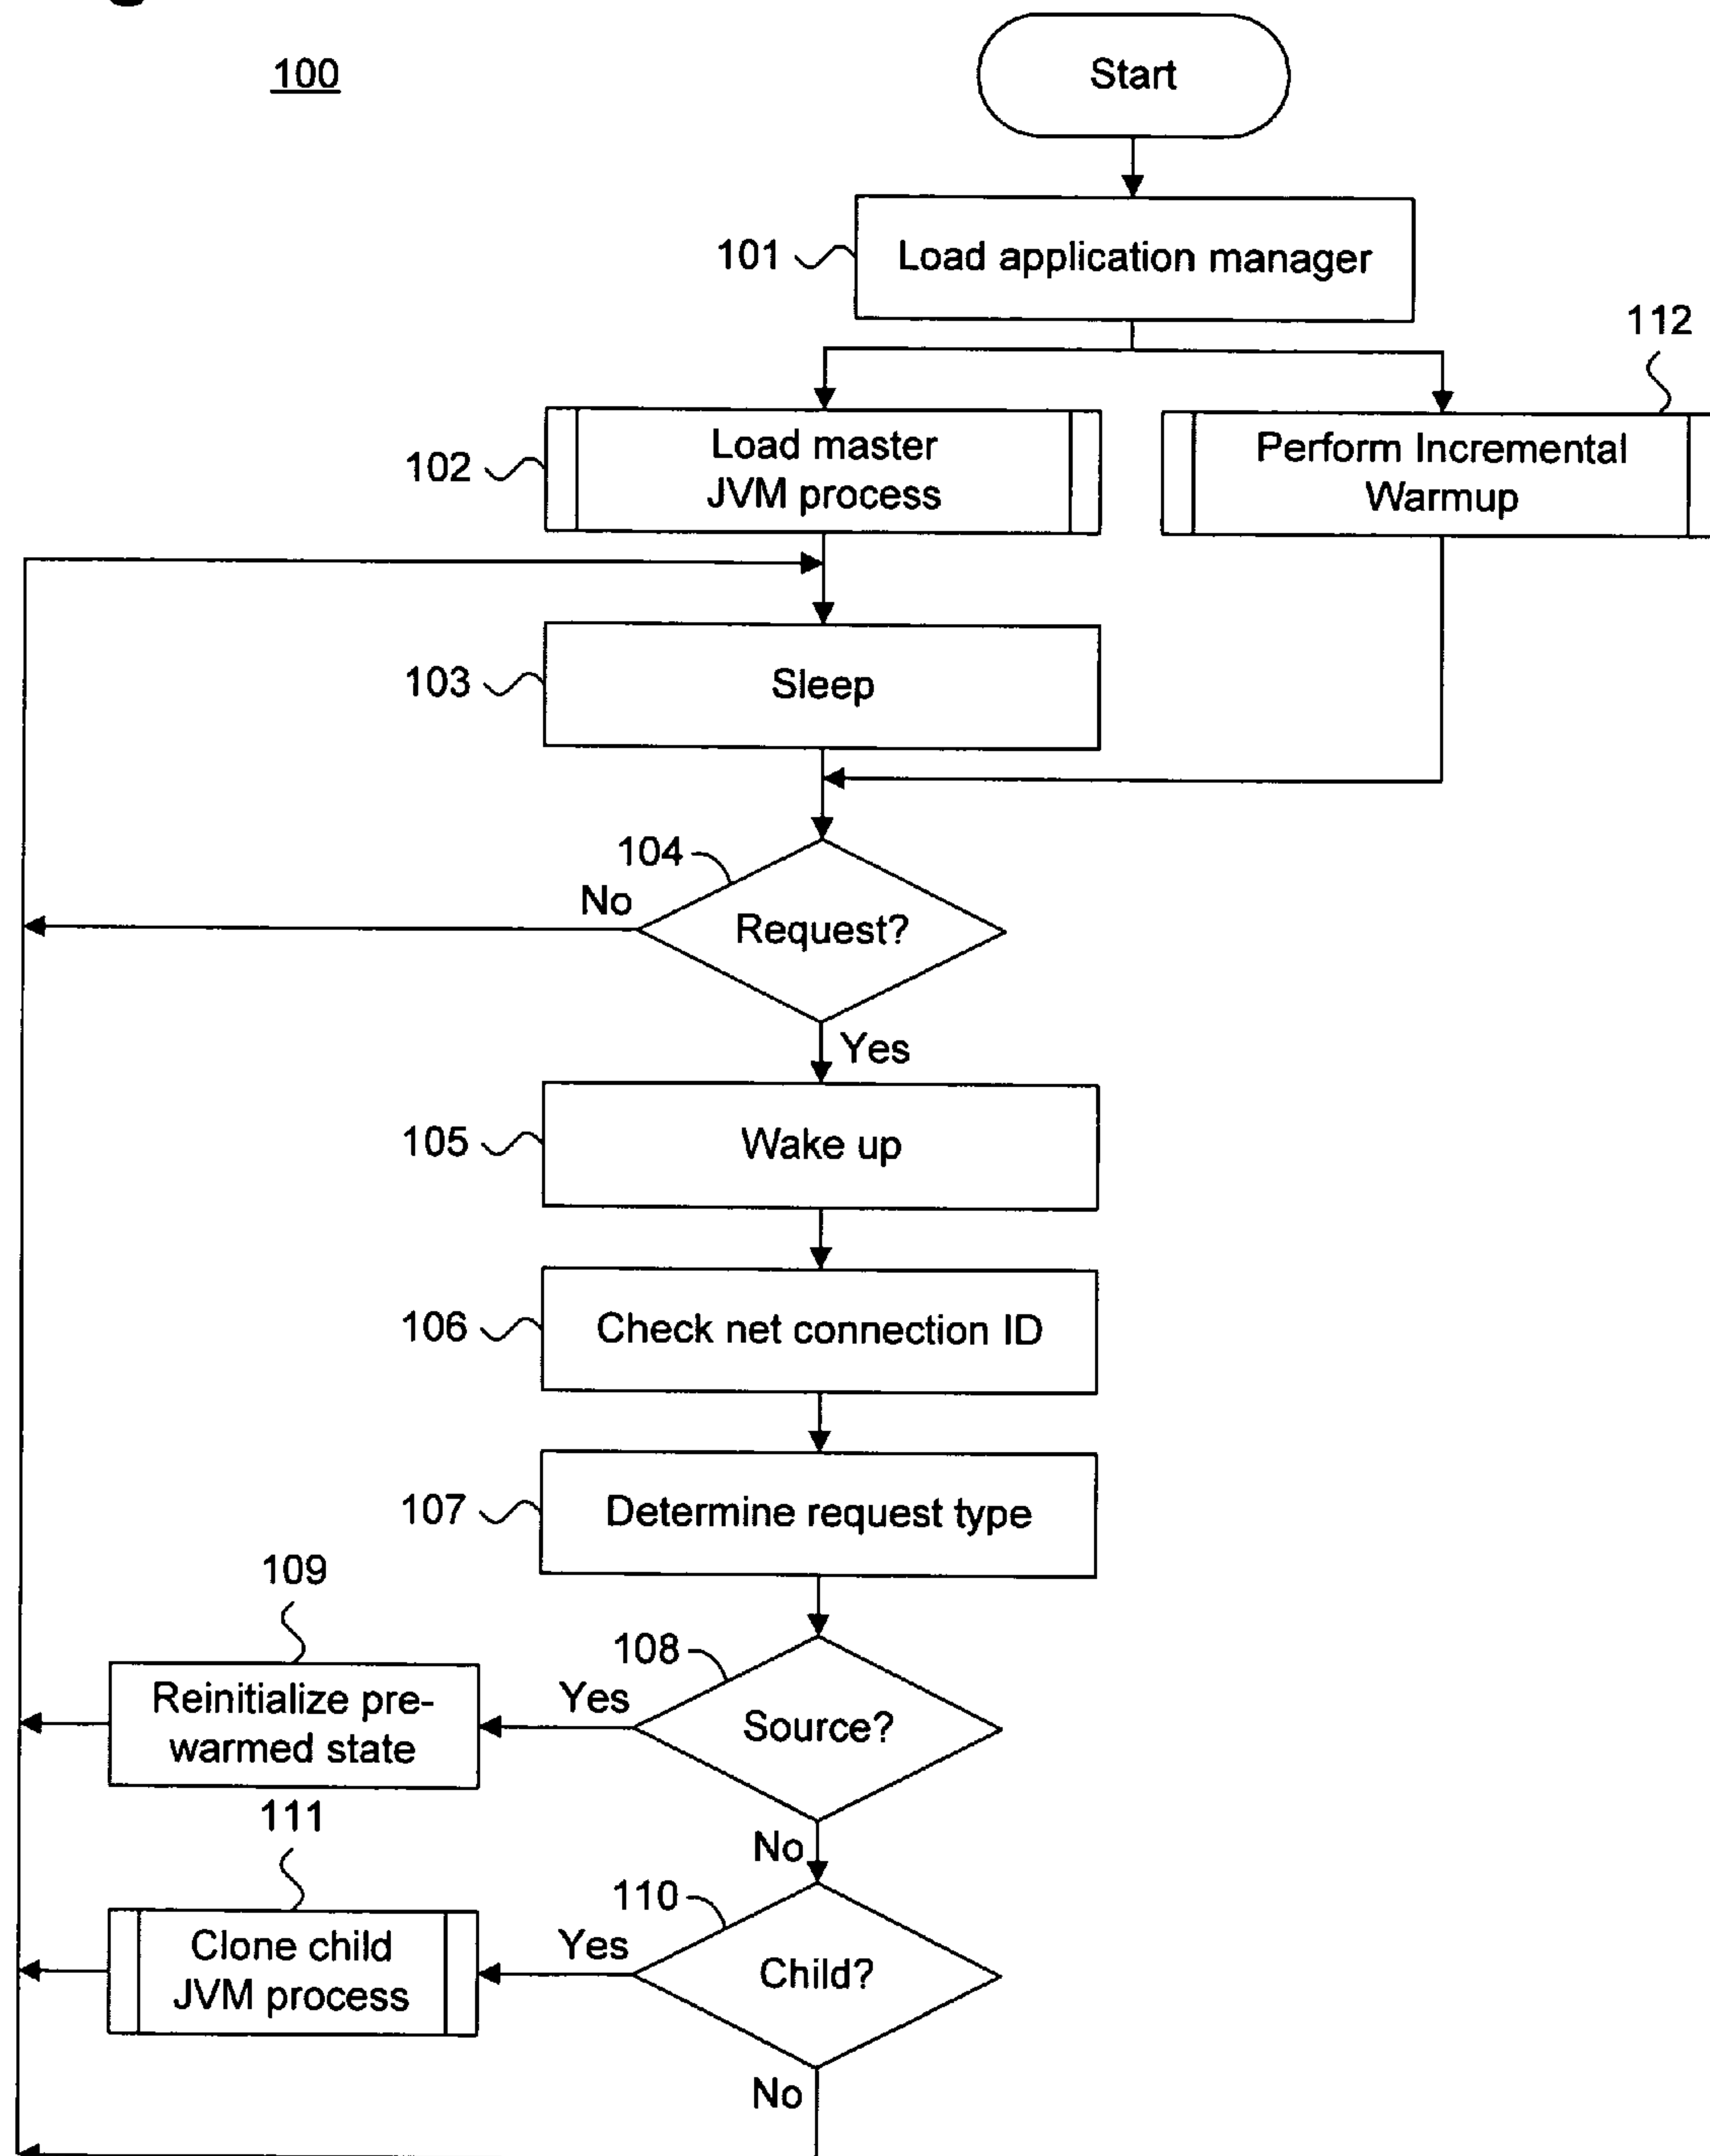 100
Start
101
Load application manager
112
102
Load master
JVM process
Perform Incremental
Warmup
103
Sleep
104
No
Request?
Yes
105
Wake up
106
Check net connection ID
107
Determine request type
109
108
Reinitialize pre-
warmed state
Yes
Source?
111
No
110
Clone child
JVM process
Yes
Child?
No